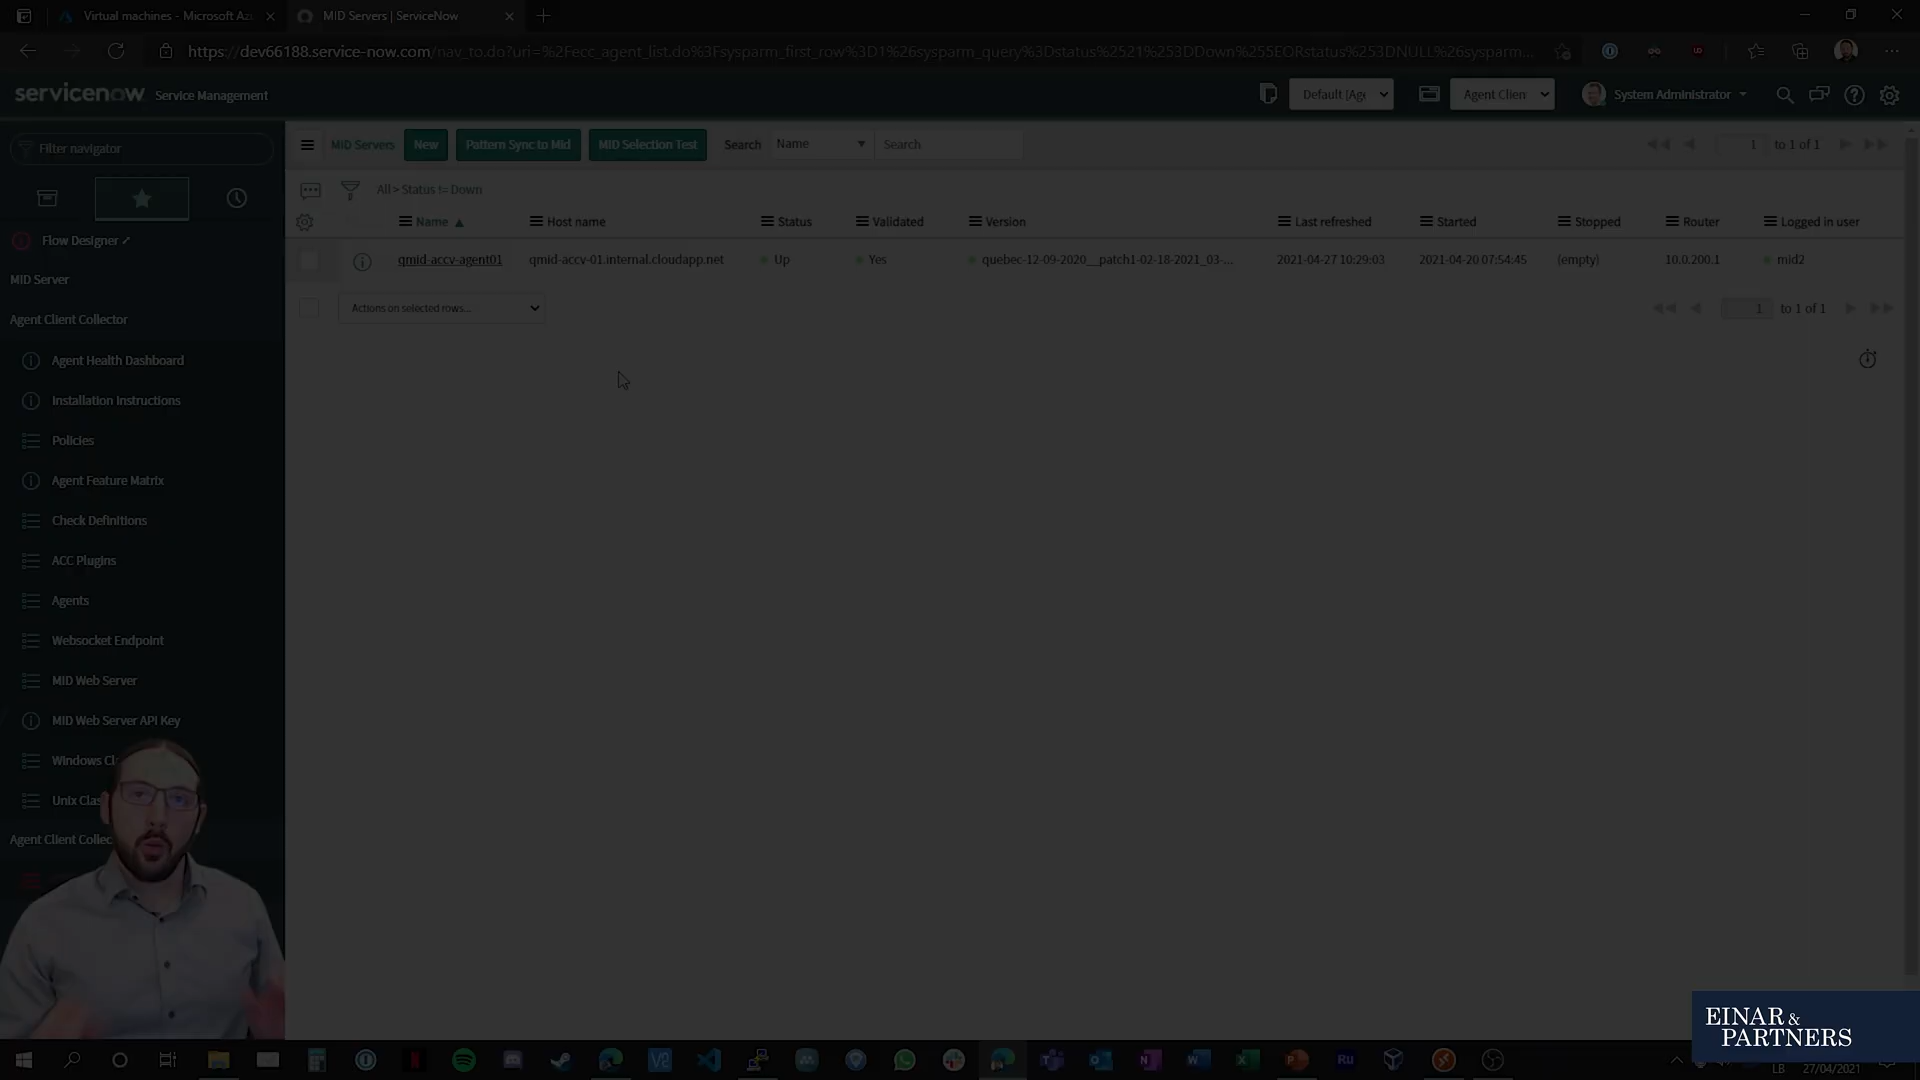 Virtual machines - Microsoft Az
MID Servers | ServiceNow
https://dev66188.service-now.com/nav_to.do?uri=%2Fecc_agent_list.do%3Fsysparm_first_row%3D1%26sysparm_query%3Dstatus%2521%253DDown%255EORstatus%253DNULL%26sysparm...
servicenow Service Management
Default [Age
Agent Clien
System Administrator
Filter navigator
MID Servers
New
Pattern Sync to Mid
MID Selection Test
Search
Name
Search
1 to 1 of 1
All > Status != Down
Name
Host name
Status
Validated
Version
Last refreshed
Started
Stopped
Router
Logged in user
qmid-accv-agent01
qmid-accv-01.internal.cloudapp.net
Up
Yes
quebec-12-09-2020__patch1-02-18-2021_03-...
2021-04-27 10:29:03
2021-04-20 07:54:45
(empty)
10.0.200.1
mid2
Actions on selected rows...
1 to 1 of 1
Flow Designer
MID Server
Agent Client Collector
Agent Health Dashboard
Installation Instructions
Policies
Agent Feature Matrix
Check Definitions
ACC Plugins
Agents
Websocket Endpoint
MID Web Server
MID Web Server API Key
Windows Cla
Unix Clas
Agent Client Collec
EINAR &
PARTNERS
LB
27/04/2021